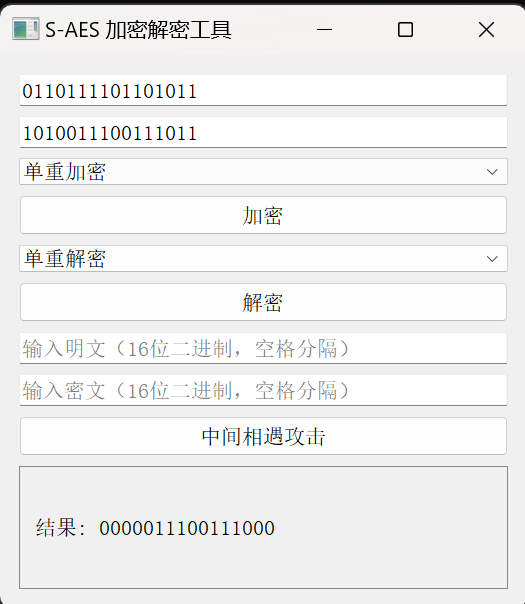 S-AES 加密解密工具
0110111101101011
1010011100111011
单重加密
加密
单重解密
解密
输入明文（16位二进制，空格分隔）
输入密文（16位二进制，空格分隔）
中间相遇攻击
结果: 0000011100111000